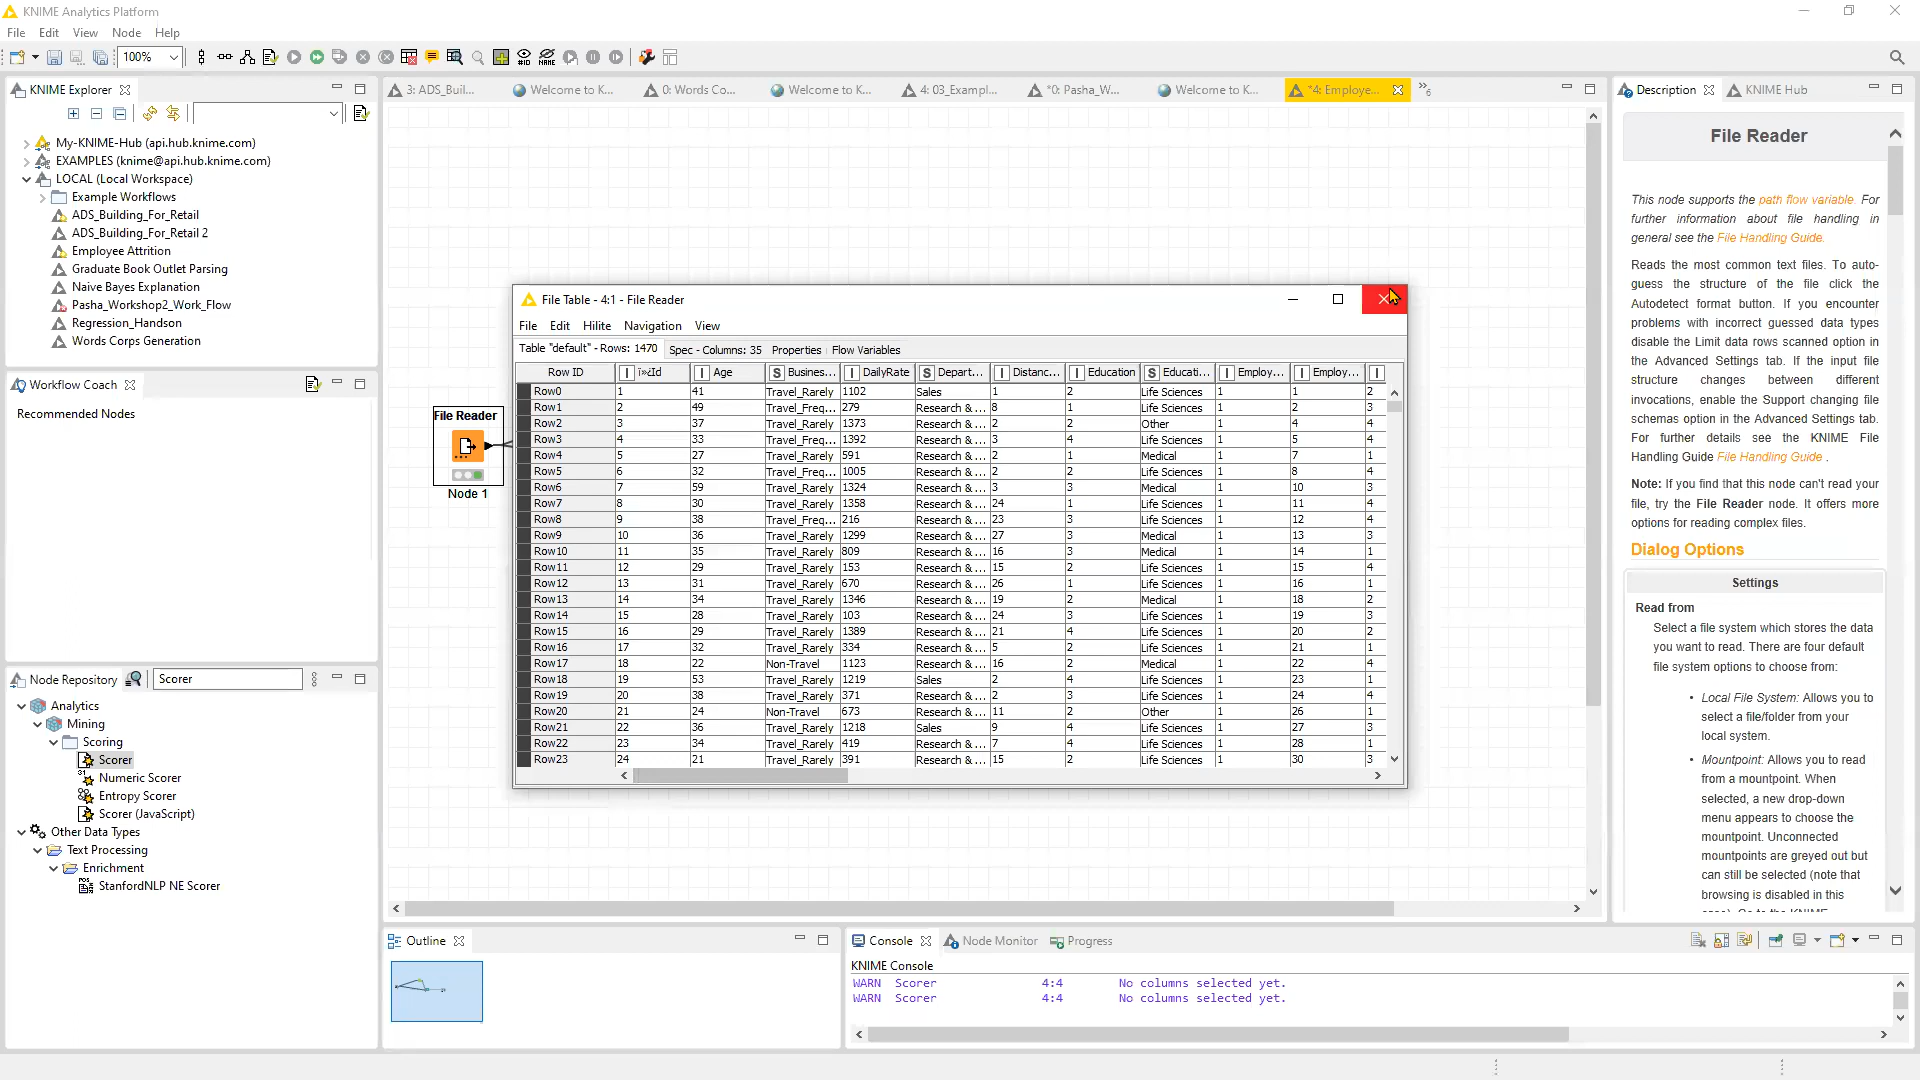 KNIME Analytics Platform
File Edit View Node Help
100%
KNIME Explorer
My-KNIME-Hub (api.hub.knime.com)
EXAMPLES (knime@api.hub.knime.com)
LOCAL (Local Workspace)
Example Workflows
ADS_Building_For_Retail
ADS_Building_For_Retail 2
Employee Attrition
Graduate Book Outlet Parsing
Naive Bayes Explanation
Pasha_Workshop2_Work_Flow
Regression_Handson
Words Corps Generation
Workflow Coach
Recommended Nodes
Node Repository Scorer
Analytics
Mining
Scoring
Scorer
Numeric Scorer
Entropy Scorer
Scorer (JavaScript)
Other Data Types
Text Processing
Enrichment
StanfordNLP NE Scorer
3: ADS_Buil... Welcome to K... 0: Words Co... Welcome to K... 4: 03_Exampl... *0: Pasha_W... Welcome to K... *4: Employe... »6
File Reader
Node 1
File Table - 4:1 - File Reader
File Edit Hilite Navigation View
Table "default" - Rows: 1470 Spec - Columns: 35 Properties Flow Variables
Row ID I ï»¿Id I Age S Busines... I DailyRate S Depart... I Distanc... I Education S Educati... I Employ... I Employ... I
Row0 1 41 Travel_Rarely 1102 Sales 1 2 Life Sciences 1 1 2
Row1 2 49 Travel_Freq... 279 Research & ... 8 1 Life Sciences 1 2 3
Row2 3 37 Travel_Rarely 1373 Research & ... 2 2 Other 1 4 4
Row3 4 33 Travel_Freq... 1392 Research & ... 3 4 Life Sciences 1 5 4
Row4 5 27 Travel_Rarely 591 Research & ... 2 1 Medical 1 7 1
Row5 6 32 Travel_Freq... 1005 Research & ... 2 2 Life Sciences 1 8 4
Row6 7 59 Travel_Rarely 1324 Research & ... 3 3 Medical 1 10 3
Row7 8 30 Travel_Rarely 1358 Research & ... 24 1 Life Sciences 1 11 4
Row8 9 38 Travel_Freq... 216 Research & ... 23 3 Life Sciences 1 12 4
Row9 10 36 Travel_Rarely 1299 Research & ... 27 3 Medical 1 13 3
Row10 11 35 Travel_Rarely 809 Research & ... 16 3 Medical 1 14 1
Row11 12 29 Travel_Rarely 153 Research & ... 15 2 Life Sciences 1 15 4
Row12 13 31 Travel_Rarely 670 Research & ... 26 1 Life Sciences 1 16 1
Row13 14 34 Travel_Rarely 1346 Research & ... 19 2 Medical 1 18 2
Row14 15 28 Travel_Rarely 103 Research & ... 24 3 Life Sciences 1 19 3
Row15 16 29 Travel_Rarely 1389 Research & ... 21 4 Life Sciences 1 20 2
Row16 17 32 Travel_Rarely 334 Research & ... 5 2 Life Sciences 1 21 1
Row17 18 22 Non-Travel 1123 Research & ... 16 2 Medical 1 22 4
Row18 19 53 Travel_Rarely 1219 Sales 2 4 Life Sciences 1 23 1
Row19 20 38 Travel_Rarely 371 Research & ... 2 3 Life Sciences 1 24 4
Row20 21 24 Non-Travel 673 Research & ... 11 2 Other 1 26 1
Row21 22 36 Travel_Rarely 1218 Sales 9 4 Life Sciences 1 27 3
Row22 23 34 Travel_Rarely 419 Research & ... 7 4 Life Sciences 1 28 1
Row23 24 21 Travel_Rarely 391 Research & ... 15 2 Life Sciences 1 30 3
Outline
Console Node Monitor Progress
KNIME Console
WARN Scorer 4:4 No columns selected yet.
WARN Scorer 4:4 No columns selected yet.
Description KNIME Hub
File Reader
This node supports the path flow variable. For
further information about file handling in
general see the File Handling Guide.
Reads the most common text files. To auto-
guess the structure of the file click the
Autodetect format button. If you encounter
problems with incorrect guessed data types
disable the Limit data rows scanned option in
the Advanced Settings tab. If the input file
structure changes between different
invocations, enable the Support changing file
schemas option in the Advanced Settings tab.
For further details see the KNIME File
Handling Guide File Handling Guide .
Note: If you find that this node can't read your
file, try the File Reader node. It offers more
options for reading complex files.
Dialog Options
Settings
Read from
Select a file system which stores the data
you want to read. There are four default
file system options to choose from:
• Local File System: Allows you to
select a file/folder from your
local system.
• Mountpoint: Allows you to read
from a mountpoint. When
selected, a new drop-down
menu appears to choose the
mountpoint. Unconnected
mountpoints are greyed out but
can still be selected (note that
browsing is disabled in this